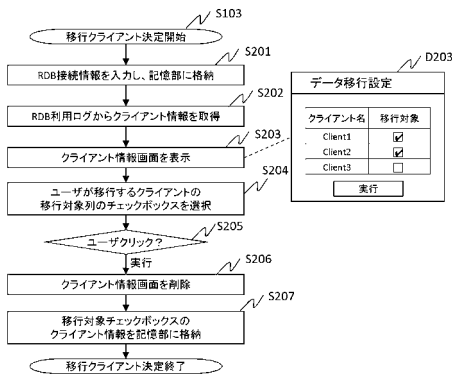 S103
移行クライアント決定開始
S201
RDB接続情報を入力し、記憶部に格納
S202
RDB利用ログからクライアント情報を取得
S203
クライアント情報画面を表示
S204
ユーザが移行するクライアントの
移行対象列のチェックボックスを選択
S205
ユーザクリック？
実行
S206
クライアント情報画面を削除
S207
移行対象チェックボックスの
クライアント情報を記憶部に格納
移行クライアント決定終了
D203
データ移行設定
クライアント名 移行対象
Client1
Client2
Client3
実行